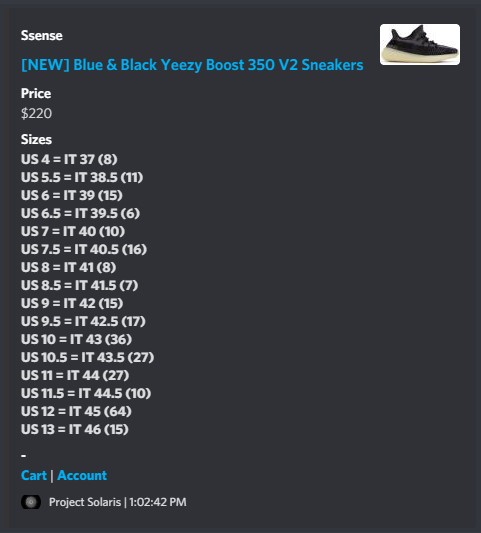 Ssense
[NEW] Blue & Black Yeezy Boost 350 V2 Sneakers
Price
$220
Sizes
US 4 = IT 37 (8)
US 5.5 = IT 38.5 (11)
US 6 = IT 39 (15)
US 6.5 = IT 39.5 (6)
US 7 = IT 40 (10)
US 7.5 = IT 40.5 (16)
US 8 = IT 41 (8)
US 8.5 = IT 41.5 (7)
US 9 = IT 42 (15)
US 9.5 = IT 42.5 (17)
US 10 = IT 43 (36)
US 10.5 = IT 43.5 (27)
US 11 = IT 44 (27)
US 11.5 = IT 44.5 (10)
US 12 = IT 45 (64)
US 13 = IT 46 (15)
-
Cart | Account
Project Solaris | 1:02:42 PM